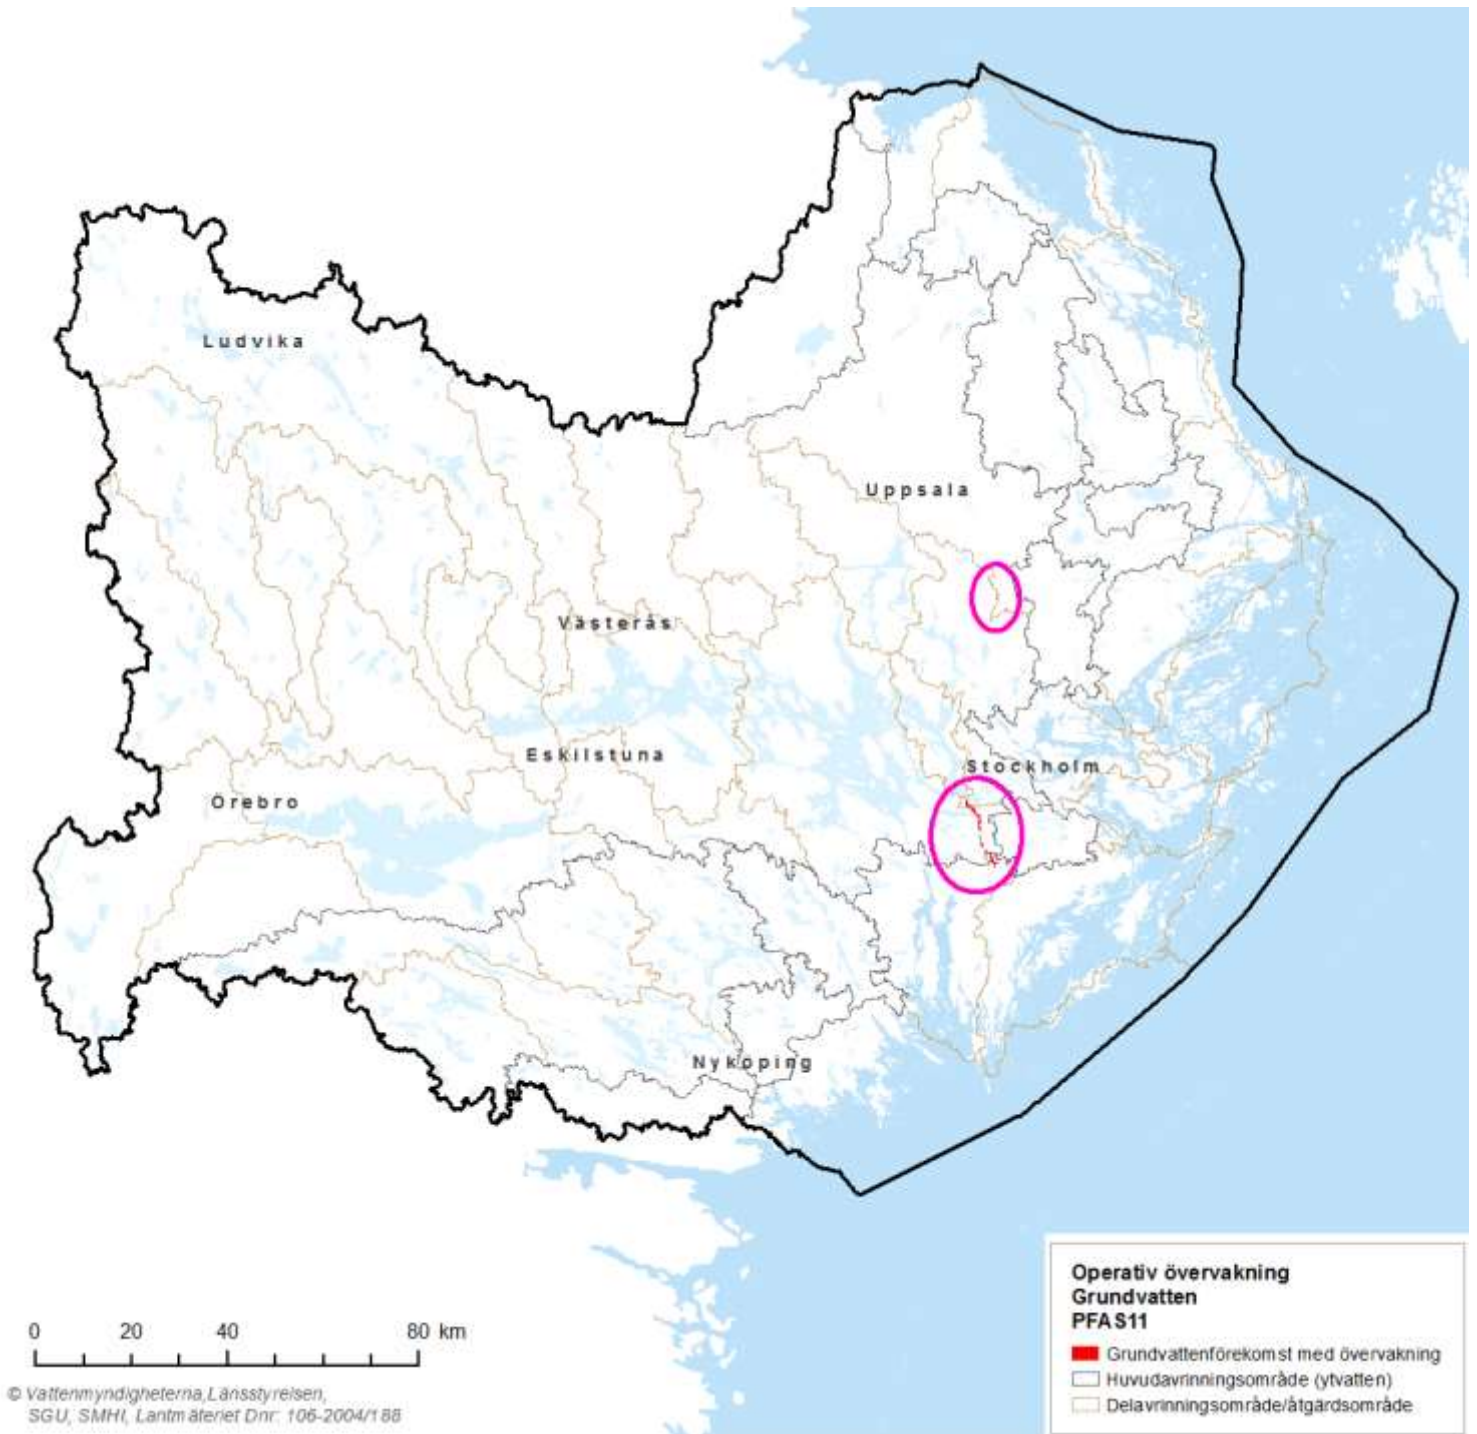 Ludvika
Uppsala
Västerås
Eskilstuna
Stockholm
Örebro
Nyköping
0 20 40 80 km
© Vattenmyndigheterna,Länsstyrelsen,
SGU, SMHI, Lantmäteriet Dnr: 106-2004/188
Operativ övervakning
Grundvatten
PFAS11
Grundvattenförekomst med övervakning
Huvudavrinningsområde (ytvatten)
Delavrinningsområde/åtgärdsområde